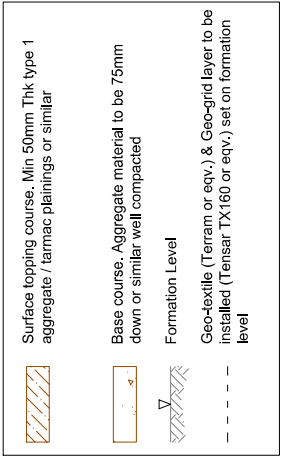 Surface topping course. Min 50mm Thk type 1
aggregate / tarmac plainings or similar
Base course. Aggregate material to be 75mm
down or similar well compacted
Formation Level
Geo-textile (Terram or eqv.) & Geo-grid layer to be
installed (Tensar TX160 or eqv.) set on formation
level